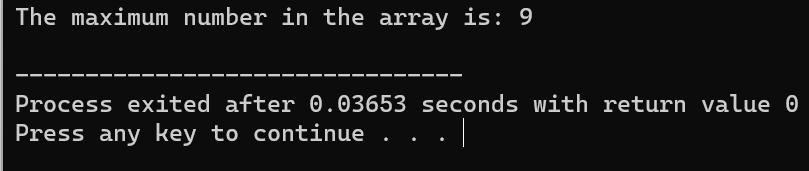 The maximum number in the array is: 9
--------------------------------
Process exited after 0.03653 seconds with return value 0
Press any key to continue . . .